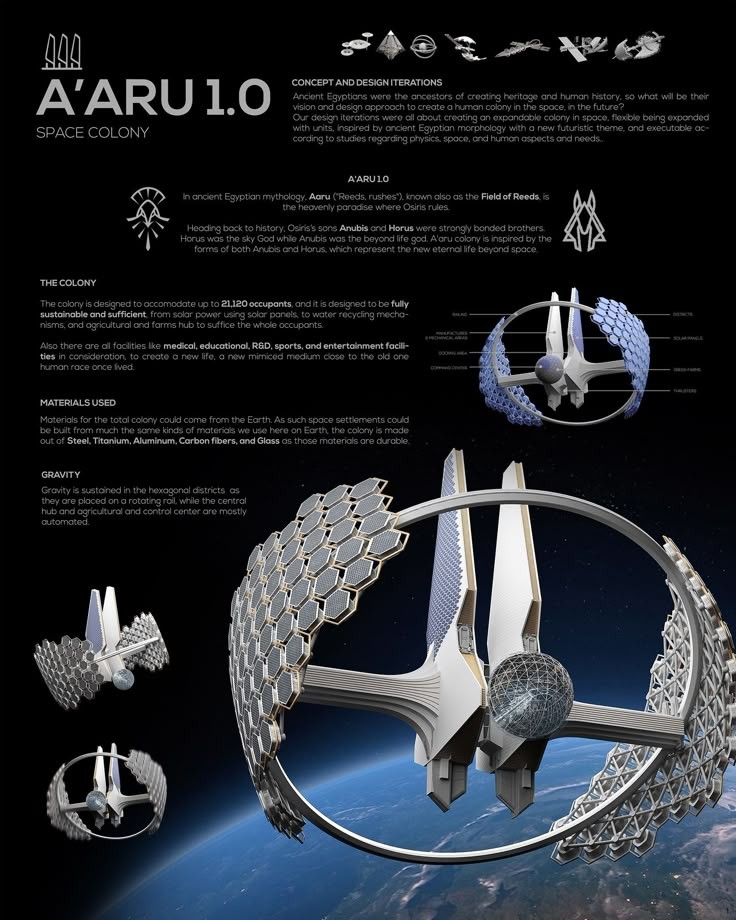 A'ARU 1.0
SPACE COLONY
CONCEPT AND DESIGN ITERATIONS
Ancient Egyptians were the ancestors of creating heritage and human history, so what will be their
vision and design approach to create a human colony in the space, in the future?
Our design iterations were all about creating an expandable colony in space, flexible being expanded
with units, inspired by ancient Egyptian morphology with a new futuristic theme, and executable ac-
cording to studies regarding physics, space, and human aspects and needs..
A'ARU 1.0
In ancient Egyptian mythology, Aaru ("Reeds, rushes"), known also as the Field of Reeds, is
the heavenly paradise where Osiris rules.
Heading back to history, Osiris's sons Anubis and Horus were strongly bonded brothers.
Horus was the sky God while Anubis was the beyond life god. A'aru colony is inspired by the
forms of both Anubis and Horus, which represent the new eternal life beyond space.
THE COLONY
The colony is designed to accomodate up to 21,120 occupants, and it is designed to be fully
sustainable and sufficient, from solar power using solar panels, to water recycling mecha-
nisms, and agricultural and farms hub to suffice the whole occupants.
Also there are all facilities like medical, educational, R&D, sports, and entertainment facili-
ties in consideration, to create a new life, a new mimiced medium close to the old one
human race once lived.
RAILING
MANUFACTURES
& MECHANICAL AREAS
DOCKING AREA
COMMAND CENTER
DISTRICTS
SOLAR PANELS
GREEN FARMS
THRUSTERS
MATERIALS USED
Materials for the total colony could come from the Earth. As such space settlements could
be built from much the same kinds of materials we use here on Earth, the colony is made
out of Steel, Titanium, Aluminum, Carbon fibers, and Glass as those materials are durable.
GRAVITY
Gravity is sustained in the hexagonal districts as
they are placed on a rotating rail, while the central
hub and agricultural and control center are mostly
automated.